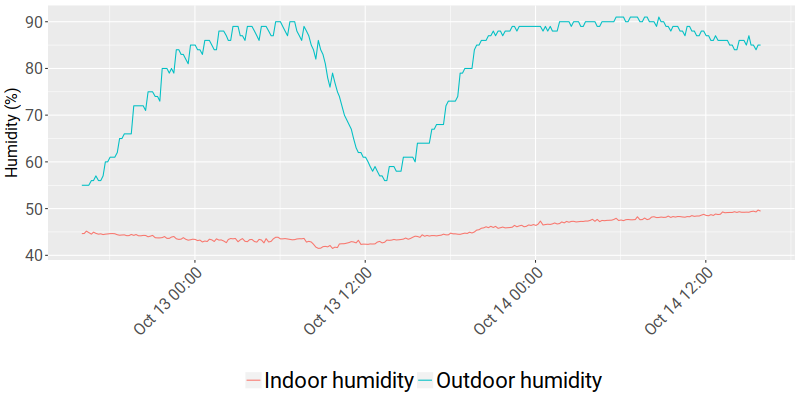 Humidity (%)
90
80
70
60
50
40
Oct 13 00:00
Oct 13 12:00
Oct 14 00:00
Oct 14 12:00
Indoor humidity
Outdoor humidity